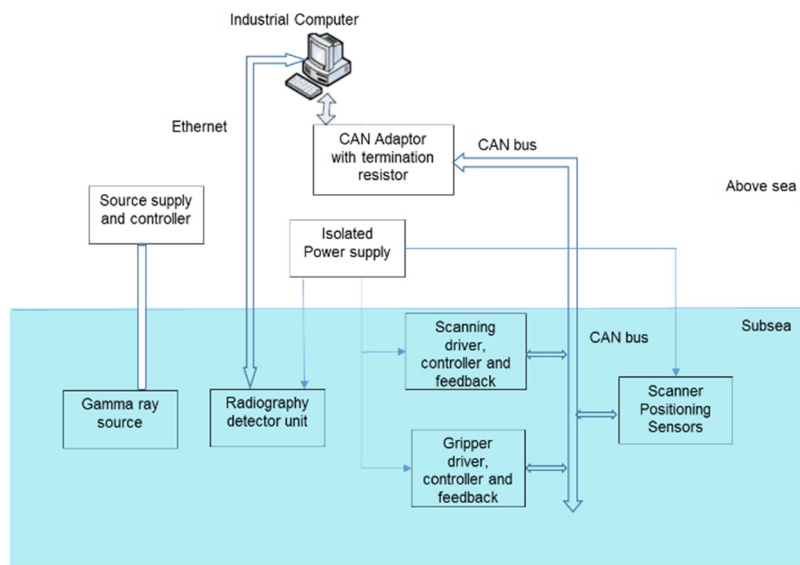 Industrial Computer
Ethernet
CAN Adaptor
with termination
resistor
CAN bus
Above sea
Source supply
and controller
Isolated
Power supply
Subsea
Scanning
driver,
controller and
feedback
CAN bus
Gamma ray
source
Radiography
detector unit
Scanner
Positioning
Sensors
Gripper
driver,
controller and
feedback